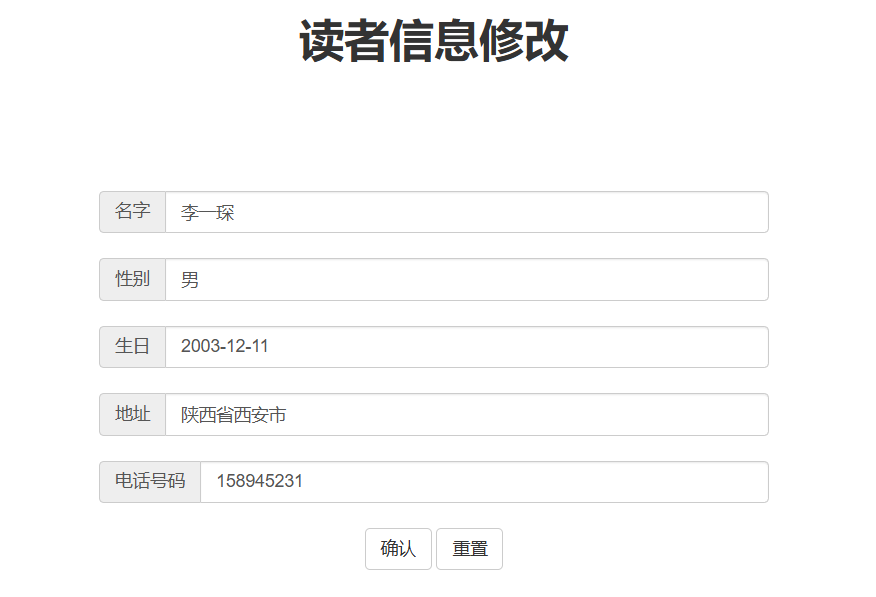 读者信息修改
名字 李一琛
性别 男
生日 2003-12-11
地址 陕西省西安市
电话号码 158945231
确认 重置